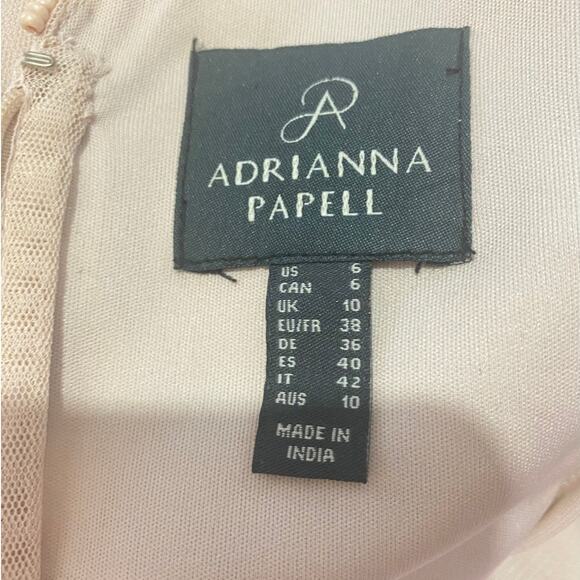 ADRIANNA
PAPELL
US 6
CAN 6
UK 10
EU/FR 38
DE 36
ES 40
IT 42
AUS 10
MADE IN
INDIA